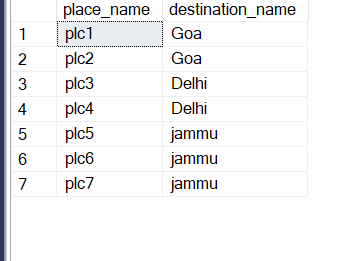 place_name destination_name
1 plc1 Goa
2 plc2 Goa
3 plc3 Delhi
4 plc4 Delhi
5 plc5 jammu
6 plc6 jammu
7 plc7 jammu